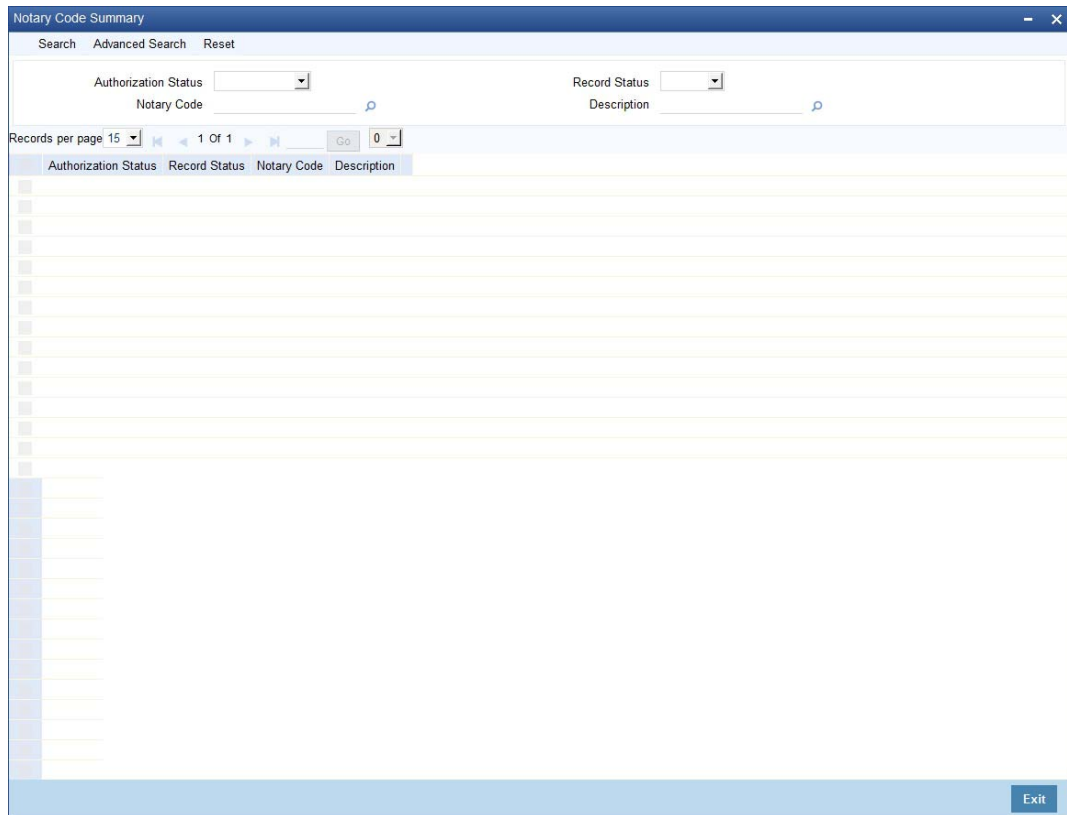 Notary Code Summary
Search Advanced Search Reset
Authorization Status Record Status
Notary Code Description
Records per page 15 1 Of 1 Go 0
Authorization Status Record Status Notary Code Description
Exit